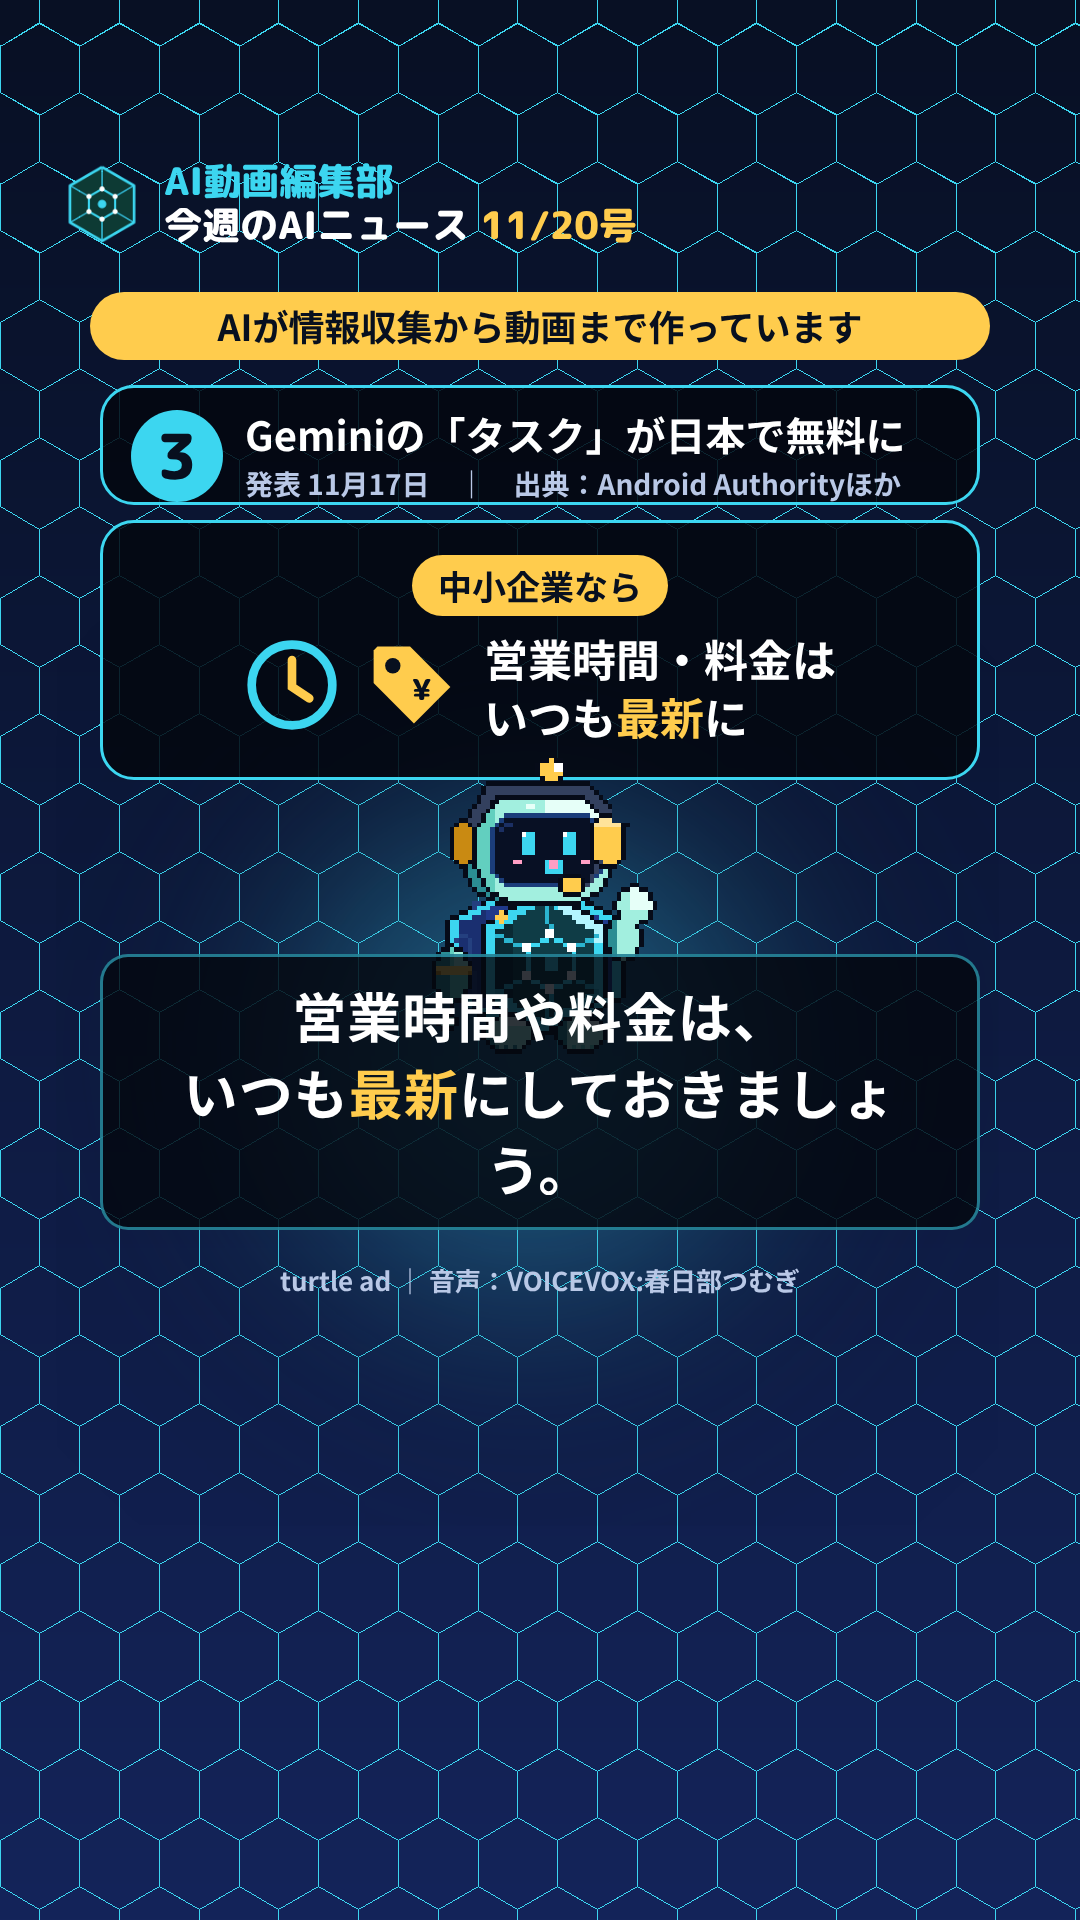 AI動画編集部
今週のAIニュース 11/20号
AIが情報収集から動画まで作っています
3
Geminiの「タスク」が日本で無料に
発表 11月17日 ｜ 出典：Android Authorityほか
中小企業なら
¥
営業時間・料金は
いつも最新に
営業時間や料金は、
いつも最新にしておきましょ
う。
turtle ad ｜ 音声：VOICEVOX:春日部つむぎ